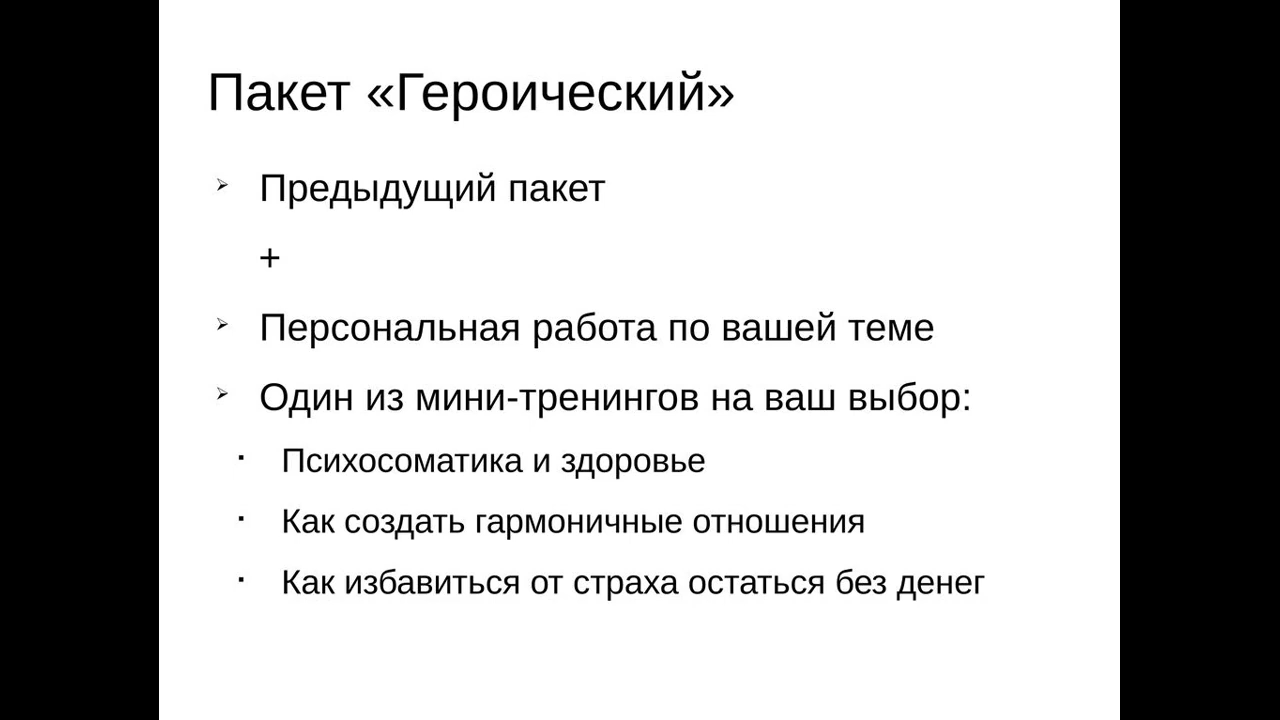 Пакет «Героический»
Предыдущий пакет
+
Персональная работа по вашей теме
Один из мини-тренингов на ваш выбор:
Психосоматика и здоровье
Как создать гармоничные отношения
Как избавиться от страха остаться без денег